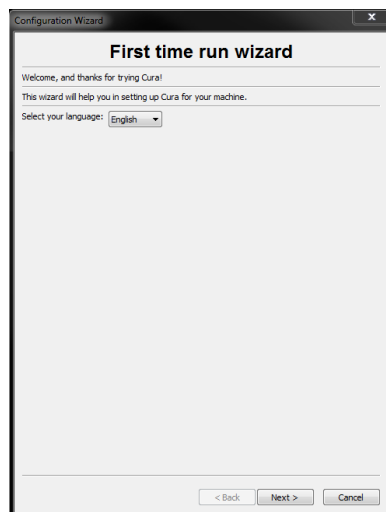 Configuration Wizard
X
First time run wizard
Welcome, and thanks for trying Cura!
This wizard will help you in setting up Cura for your machine.
Select your language: English
< Back Next > Cancel